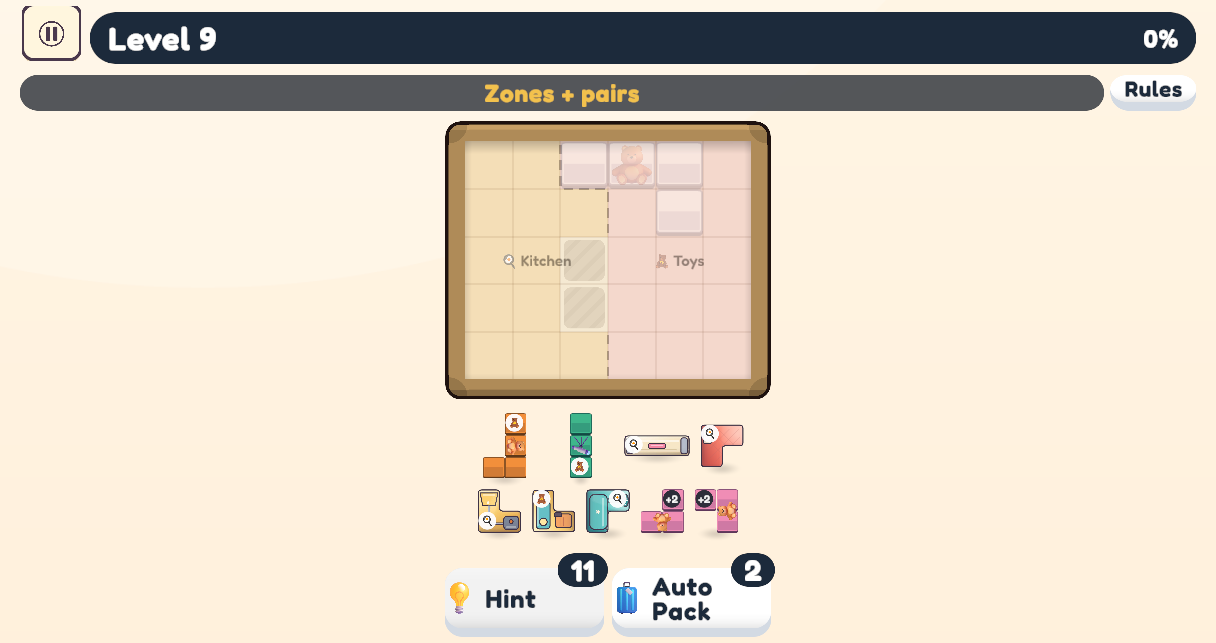 Level 9
0%
Zones + pairs
Rules
Kitchen
Toys
+2
+2
11
Hint
2
Auto
Pack